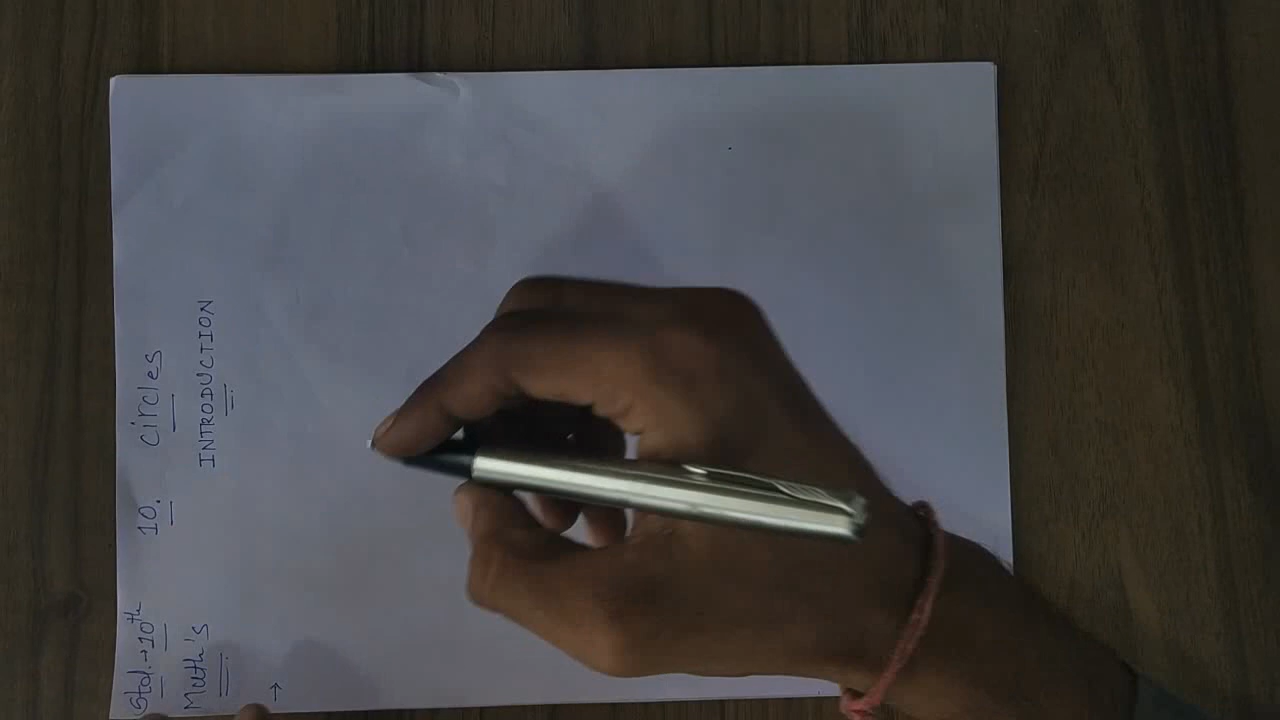 Std.→10th 10. Circles
Math's INTRODUCTION
→